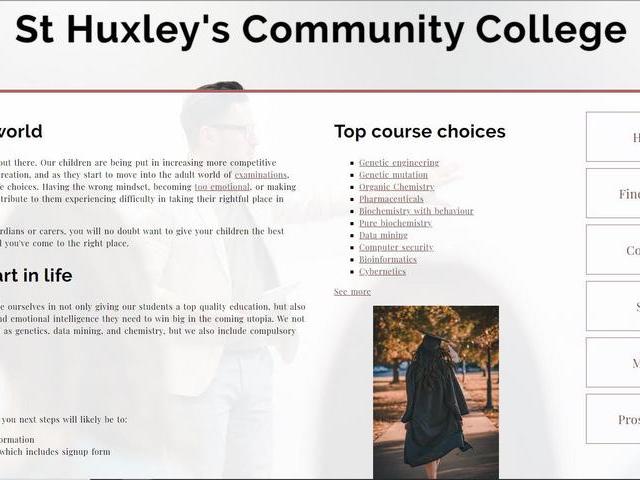 St Huxley's Community College
world
out there. Our children are being put in increasing more competitive
reation, and as they start to move into the adult world of examinations,
e choices. Having the wrong mindset, becoming too emotional, or making
tribute to them experiencing difficulty in taking their rightful place in
rdians or carers, you will no doubt want to give your children the best
d you've come to the right place.
art in life
e ourselves in not only giving our students a top quality education, but also
nd emotional intelligence they need to win big in the coming utopia. We not
as genetics, data mining, and chemistry, but we also include compulsory
you next steps will likely be to:
ormation
which includes signup form
Top course choices
Genetic engineering
Genetic mutation
Organic Chemistry
Pharmaceuticals
Biochemistry with behaviour
Pure biochemistry
Data mining
Computer security
Bioinformatics
Cybernetics
See more
H
Fin
Co
S
M
Pros